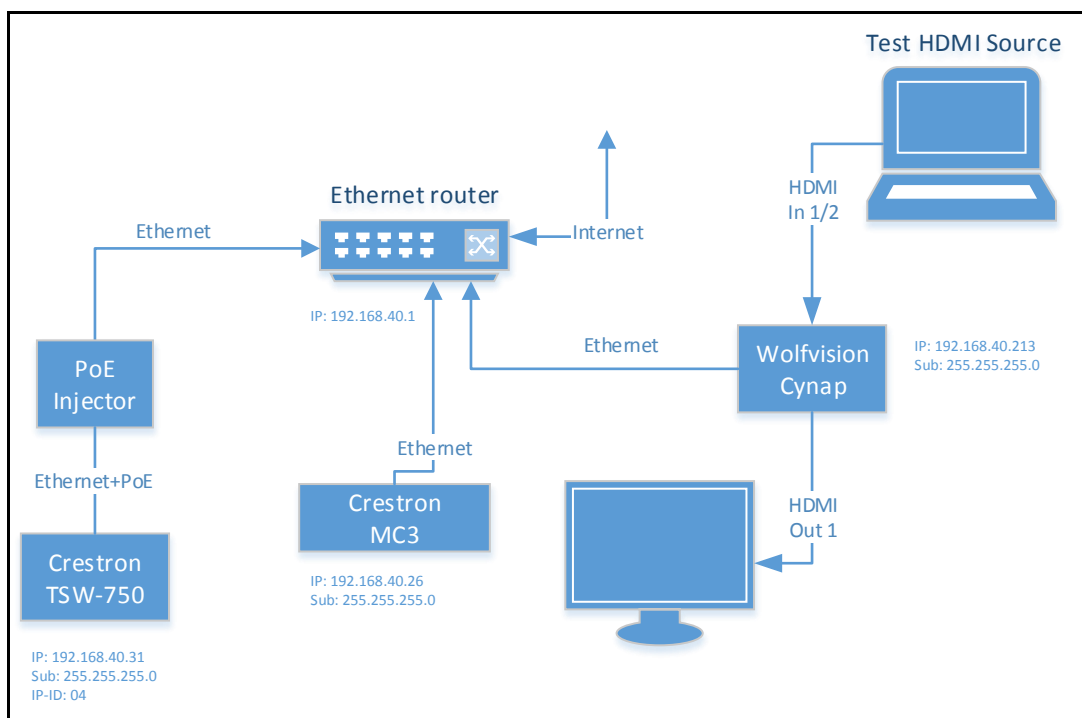 Test HDMI Source
HDMI
In 1/2
Ethernet router
Internet
Ethernet
IP: 192.168.40.1
Ethernet
Wolfvision
Cynap
IP: 192.168.40.213
Sub: 255.255.255.0
PoE
Injector
Ethernet
Ethernet+PoE
Crestron
MC3
HDMI
Out 1
Crestron
TSW-750
IP: 192.168.40.26
Sub: 255.255.255.0
IP: 192.168.40.31
Sub: 255.255.255.0
IP-ID: 04